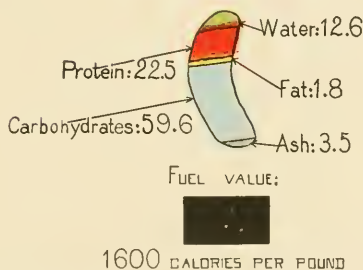 Water:12.6
Protein:22.5
Fat:1.8
Carbohydrates:59.6
Ash:3.5
FUEL VALUE:
1600 CALORIES PER POUND